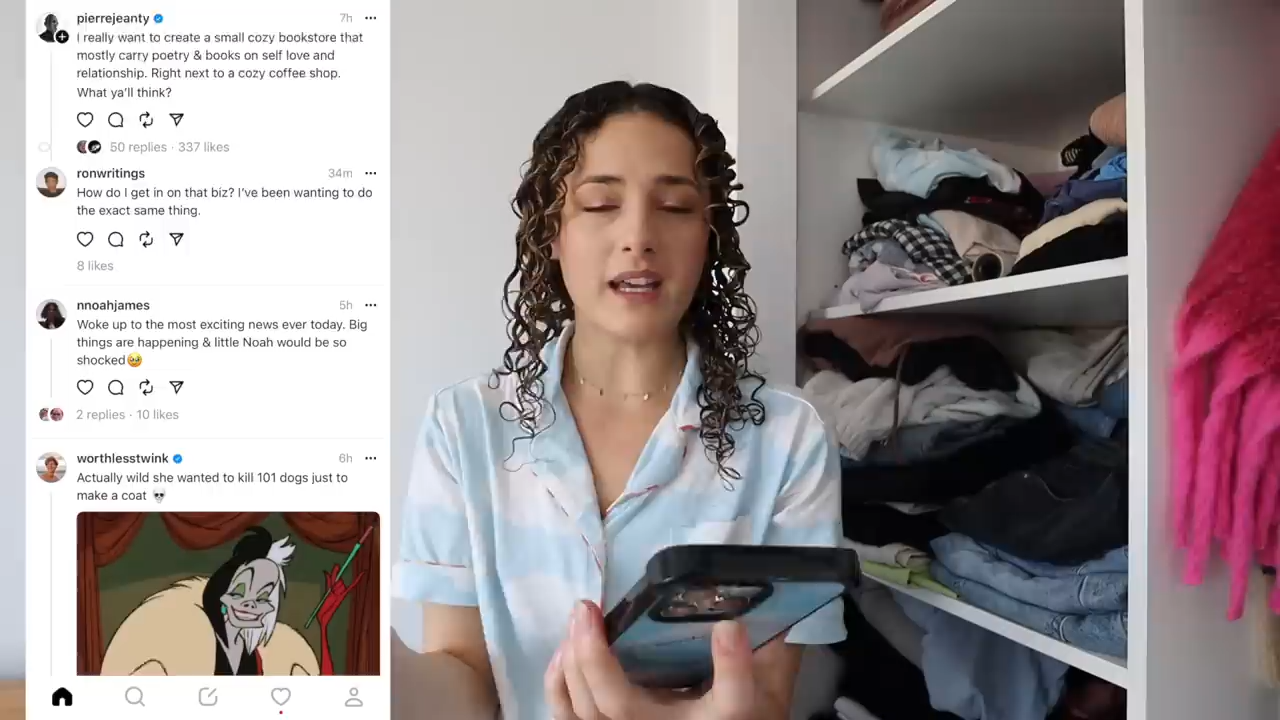 pierrejeanty 7h
I really want to create a small cozy bookstore that
mostly carry poetry & books on self love and
relationship. Right next to a cozy coffee shop.
What ya'll think?
50 replies · 337 likes
ronwritings 34m
How do I get in on that biz? I've been wanting to do
the exact same thing.
8 likes
nnoahjames 5h
Woke up to the most exciting news ever today. Big
things are happening & little Noah would be so
shocked🥹
2 replies · 10 likes
worthlesstwink 6h
Actually wild she wanted to kill 101 dogs just to
make a coat 💀